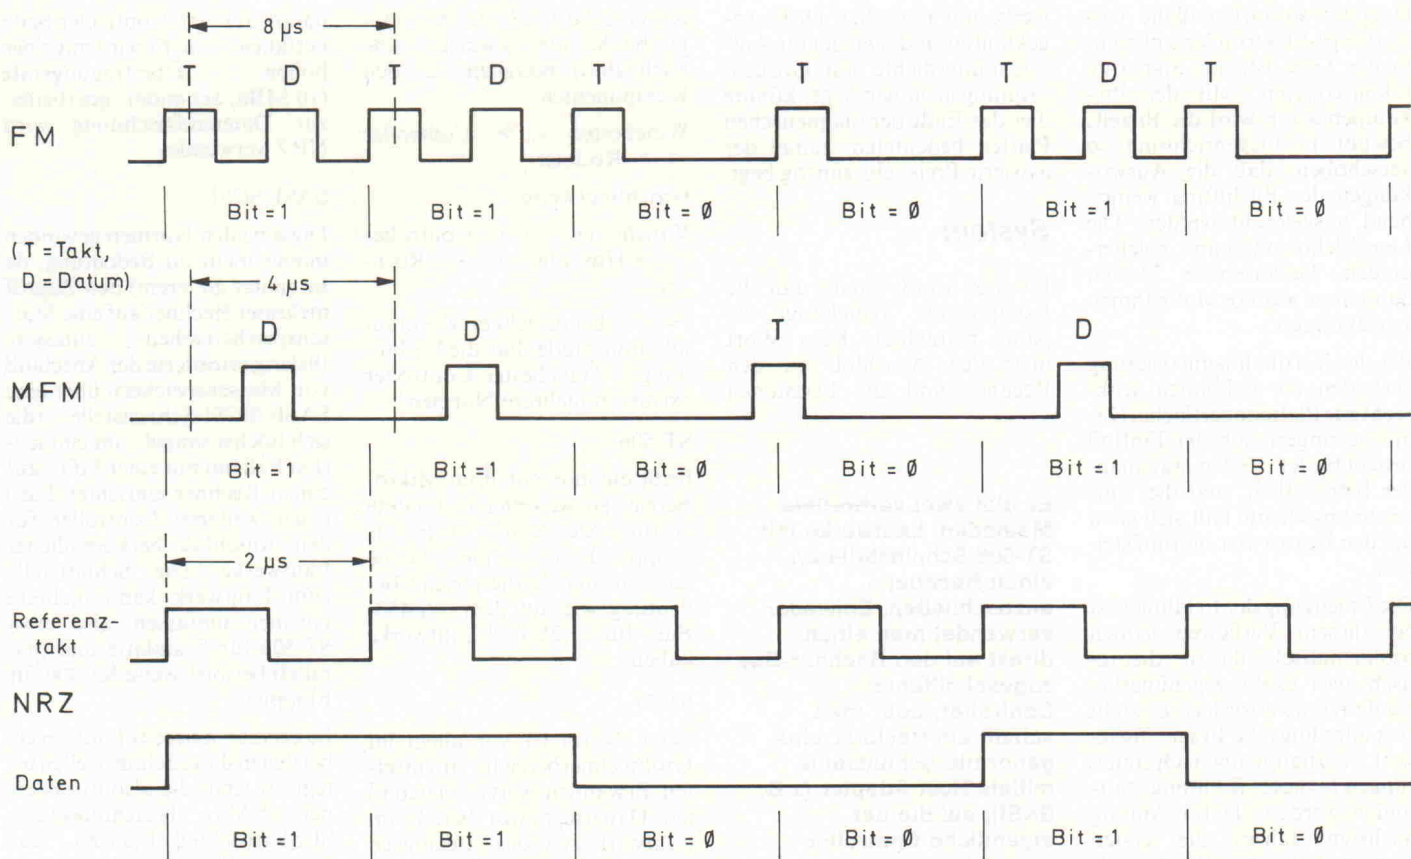 8 µs
T D T D T T T D T
FM
Bit=1 Bit=1 Bit=Ø Bit=Ø Bit=1 Bit=Ø
(T=Takt,
D=Datum)
4 µs
D D T D
MFM
Bit=1 Bit=1 Bit=Ø Bit=Ø Bit=1 Bit=Ø
2 µs
Referenz-
takt
NRZ
Daten
Bit=1 Bit=1 Bit=Ø Bit=Ø Bit=1 Bit=Ø